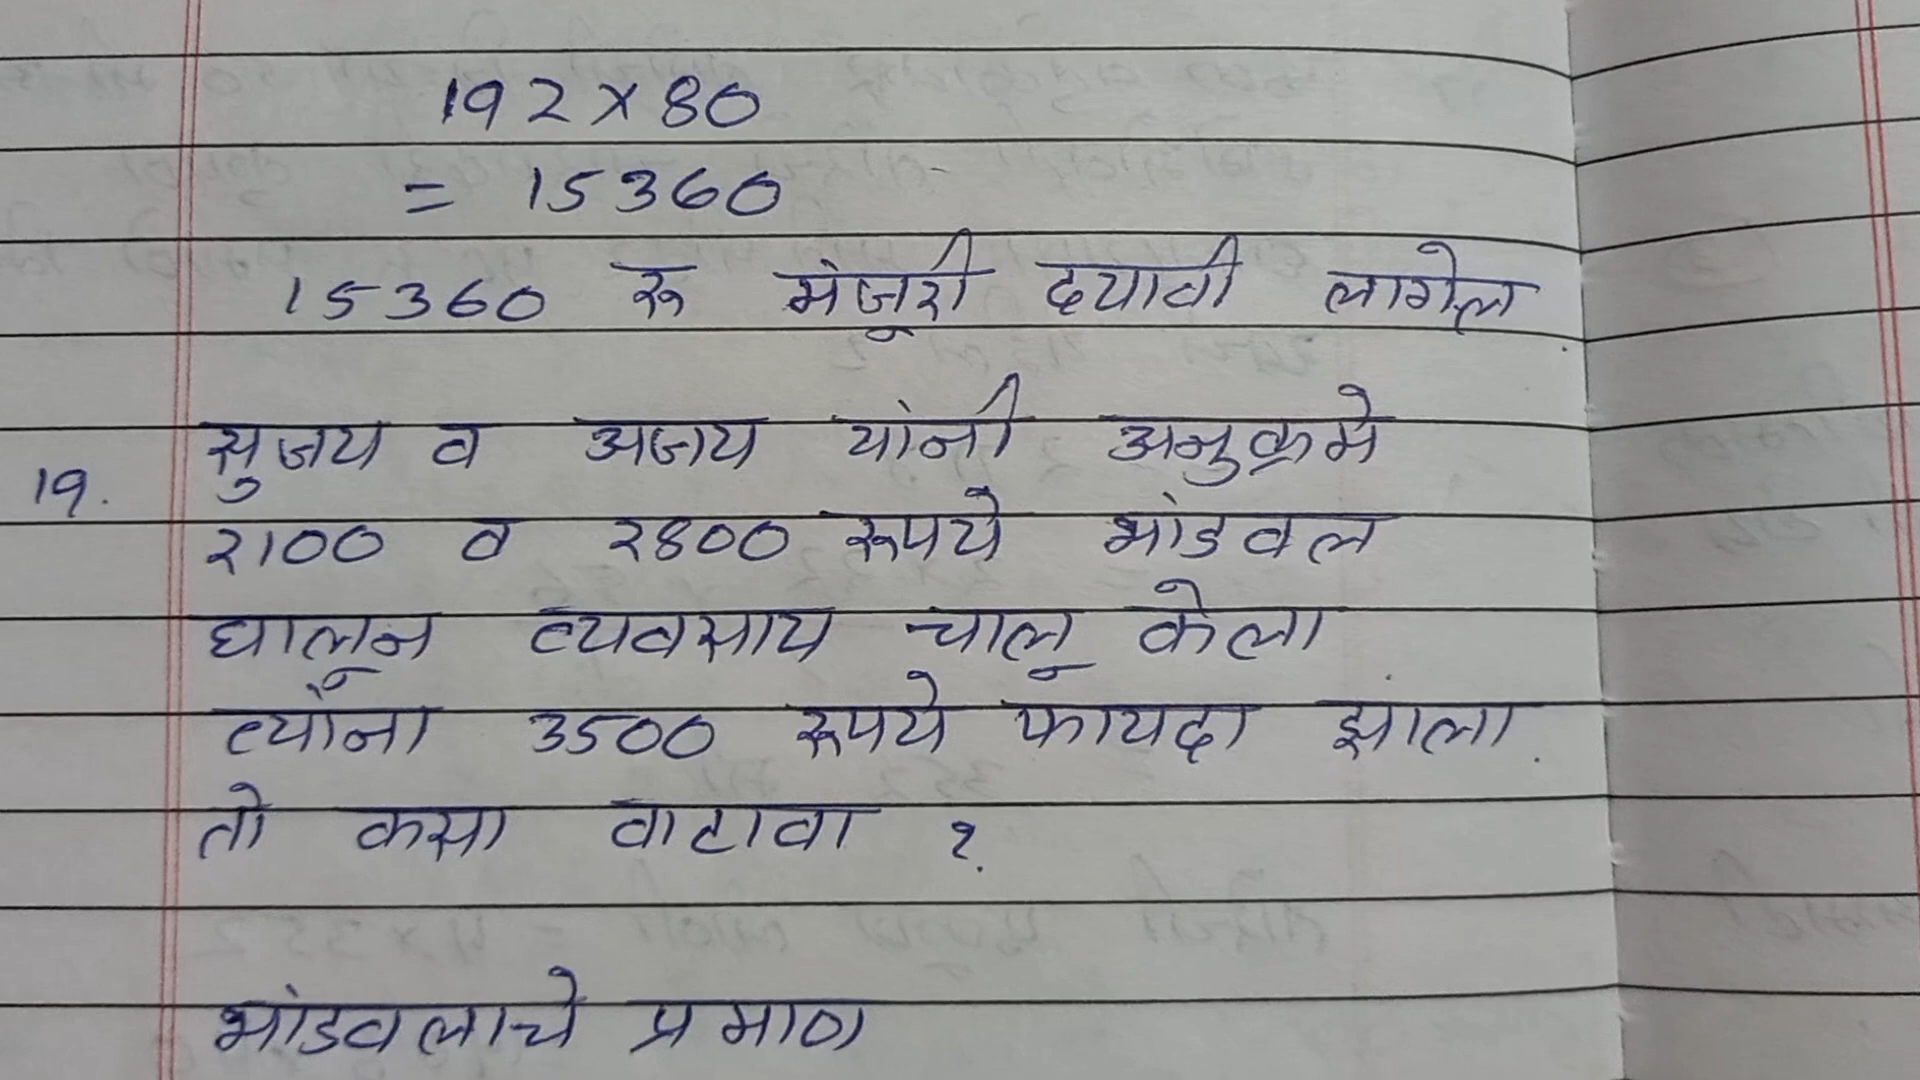 192 × 80
= 15360
15360 रू मंजूरी दयावी लागेल
19. सुजय व अजय यांनी अनुक्रमे
२100 व २800 रूपये भांडवल
घालून व्यवसाय चालू केला
त्यांना 3500 रूपये फायदा झाला.
तो कसा वाटावा ?
भांडवलाचे प्रमाण